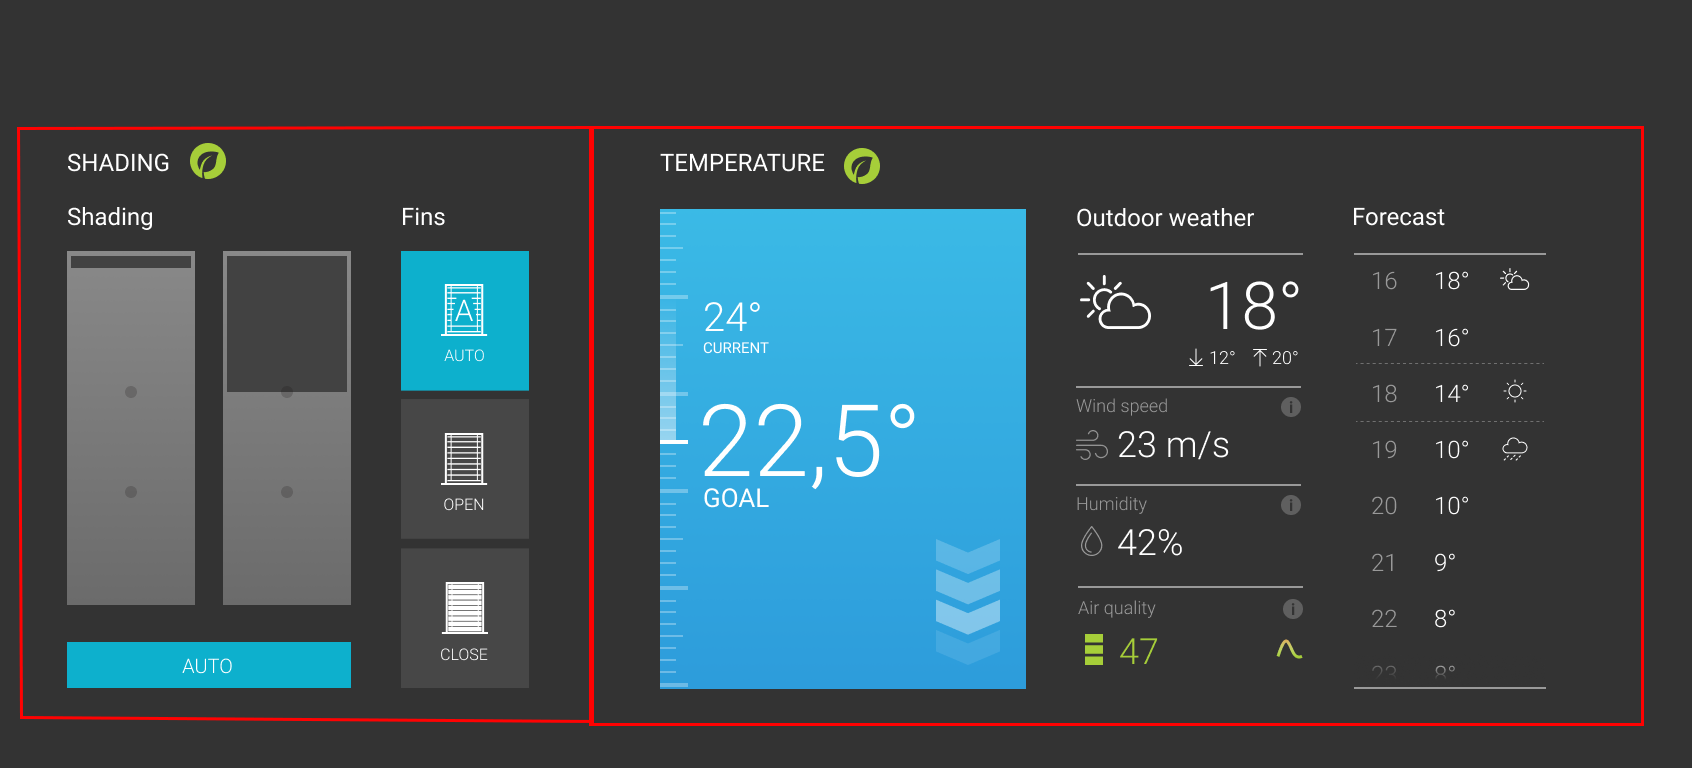 SHADING
Shading
Fins
A
AUTO
OPEN
CLOSE
AUTO
TEMPERATURE
24°
CURRENT
22,5°
GOAL
Outdoor weather
18°
12° 20°
Wind speed
23 m/s
Humidity
42%
Air quality
47
Forecast
16 18°
17 16°
18 14°
19 10°
20 10°
21 9°
22 8°
23 8°